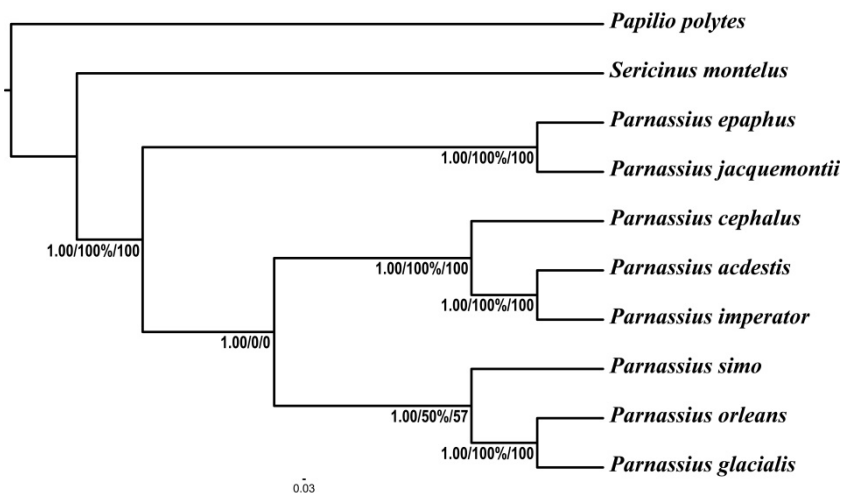 Papilio polytes
Sericinus montelus
Parnassius epaphus
1.00/100%/100
Parnassius jacquemontii
Parnassius cephalus
1.00/100%/100
1.00/100%/100
Parnassius acdestis
1.00/100%/100
Parnassius imperator
1.00/0/0
Parnassius simo
1.00/50%/57
Parnassius orleans
1.00/100%/100
Parnassius glacialis
0.03